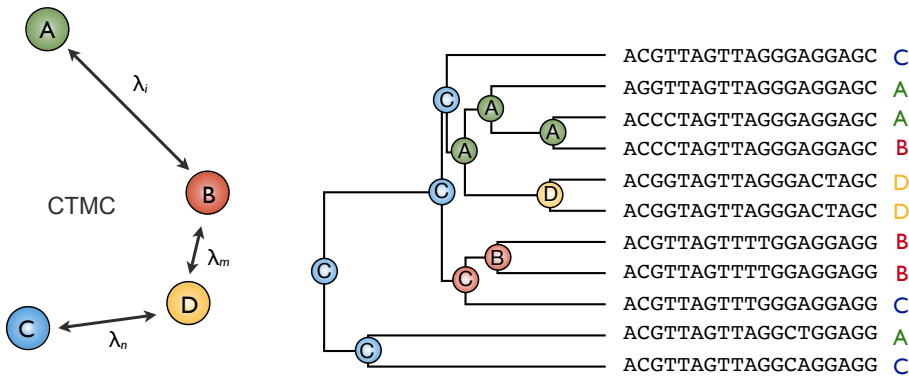 A
λi
CTMC
B
λm
D
C
λn
ACGTTAGTTAGGGAGGAGC C
C
AGGTTAGTTAGGGAGGAGC A
A
ACCCTAGTTAGGGAGGAGC A
A
A
ACCCTAGTTAGGGAGGAGC B
ACGGTAGTTAGGGACTAGC D
C
D
ACGGTAGTTAGGGACTAGC D
ACGTTAGTTTTGGAGGAGG B
B
C
ACGTTAGTTTTGGAGGAGG B
C
ACGTTAGTTTGGGAGGAGG C
ACGTTAGTTAGGCTGGAGG A
C
ACGTTAGTTAGGCAGGAGG C